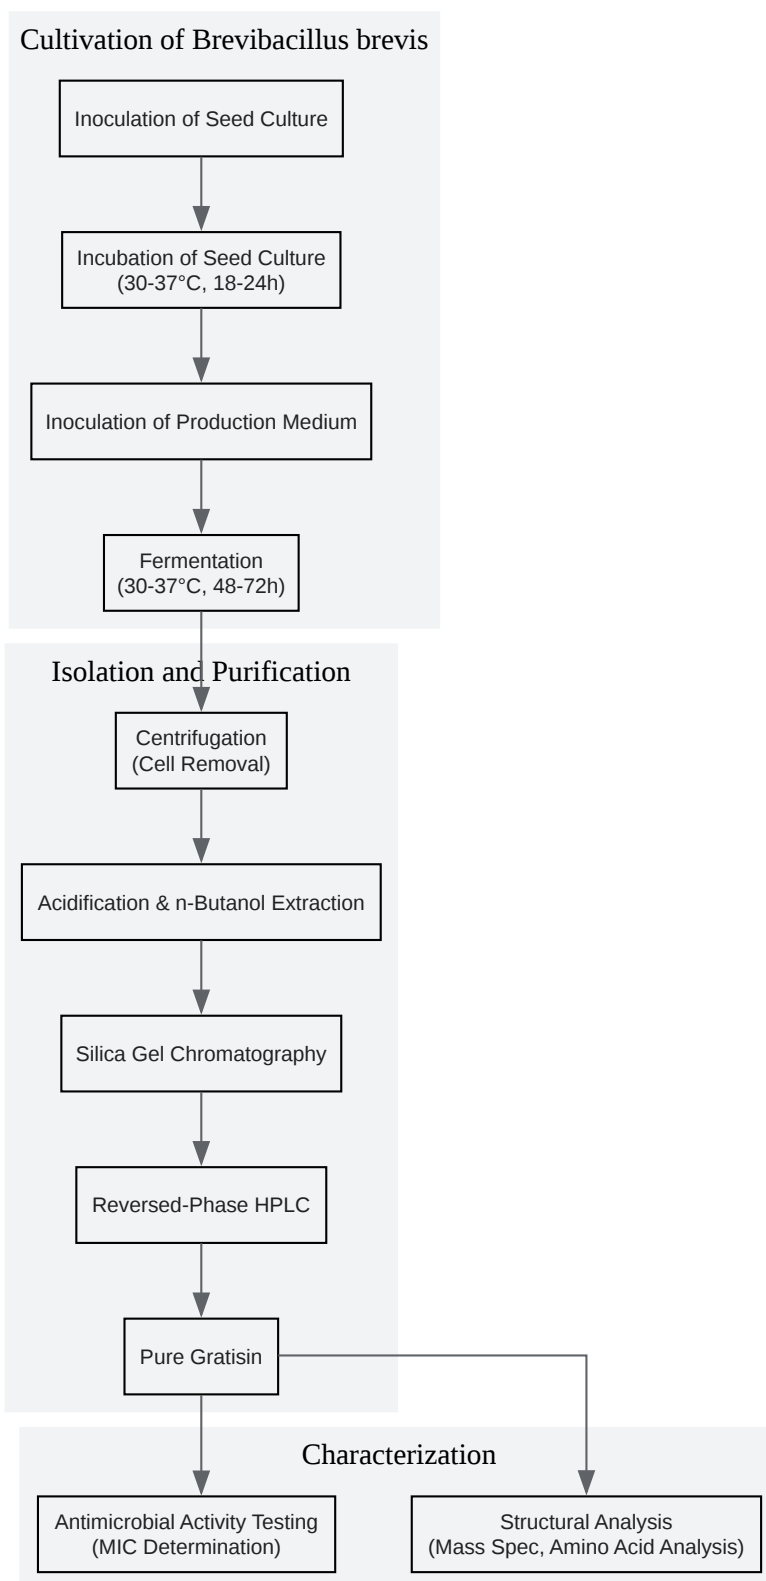 Cultivation of Brevibacillus brevis
Inoculation of Seed Culture
Incubation of Seed Culture
(30-37°C, 18-24h)
Inoculation of Production Medium
Fermentation
(30-37°C, 48-72h)
Isolation and Purification
Centrifugation
(Cell Removal)
Acidification & n-Butanol Extraction
Silica Gel Chromatography
Reversed-Phase HPLC
Pure Gratisin
Characterization
Antimicrobial Activity Testing
(MIC Determination)
Structural Analysis
(Mass Spec, Amino Acid Analysis)